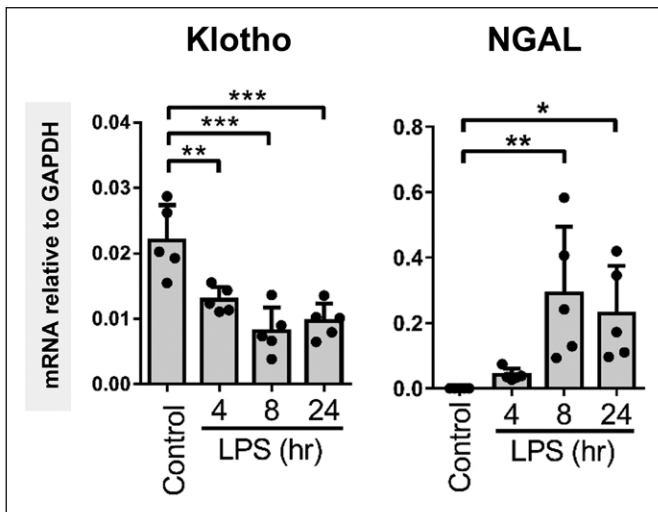 Klotho
NGAL
mRNA relative to GAPDH
***
***
**
0.04
0.03
0.02
0.01
0.00
Control
4 8 24
LPS (hr)
*
**
0.8
0.6
0.4
0.2
0.0
Control
4 8 24
LPS (hr)